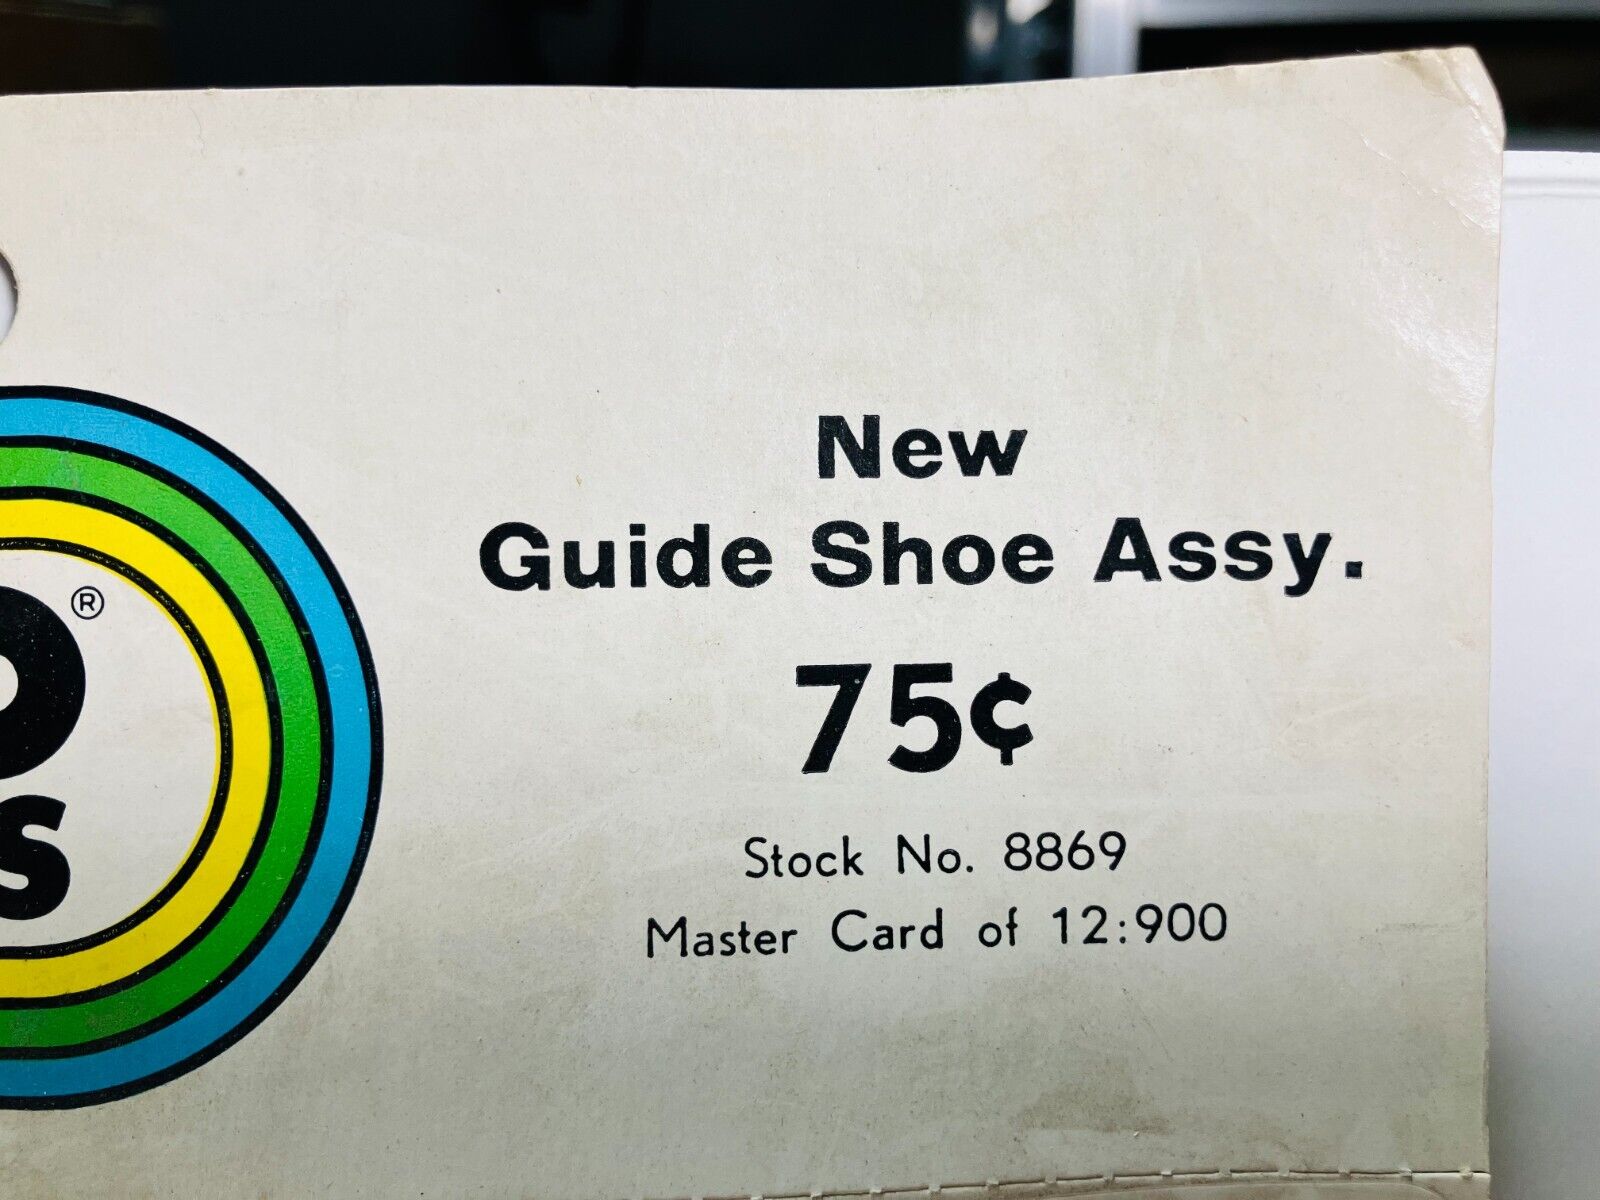 New
Guide Shoe Assy.
75¢
Stock No. 8869
Master Card of 12:900
®